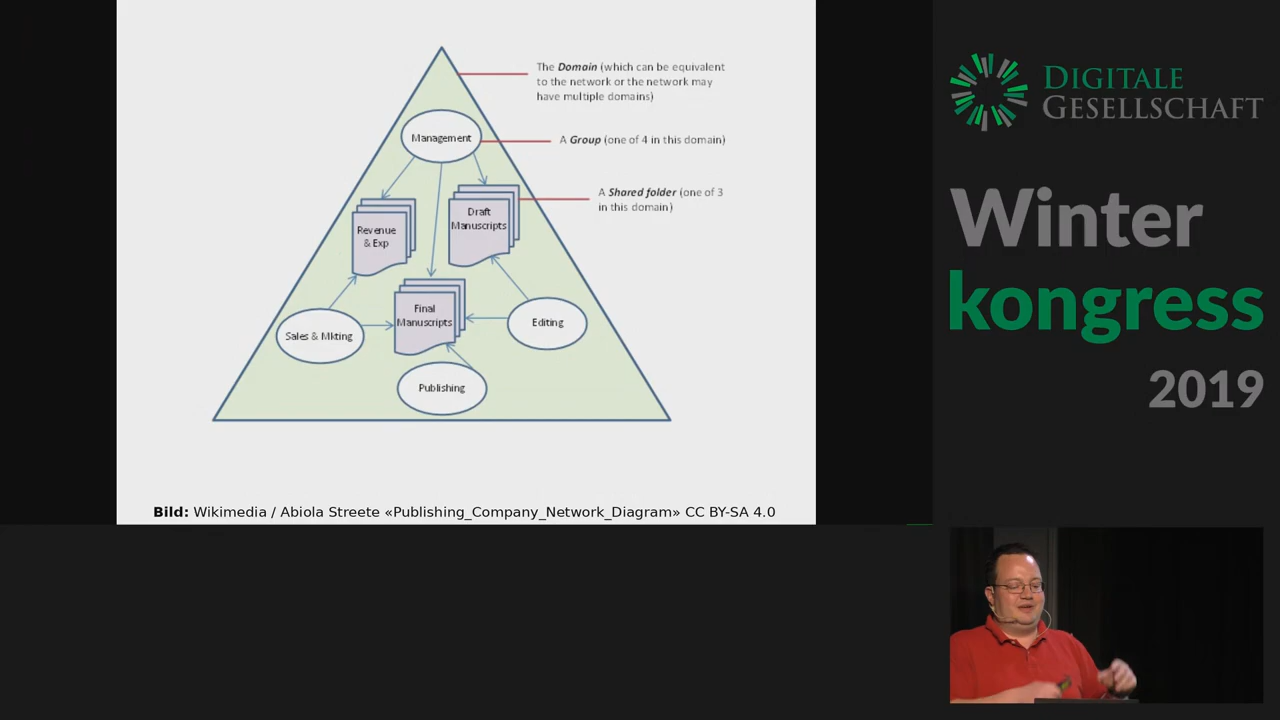 The Domain (which can be equivalent
to the network or the network may
have multiple domains)
Management
A Group (one of 4 in this domain)
A Shared folder (one of 3
in this domain)
Draft
Manuscripts
Revenue
& Exp
Final
Manuscripts
Sales & Mkting
Editing
Publishing
Bild: Wikimedia / Abiola Streete «Publishing_Company_Network_Diagram» CC BY-SA 4.0
DIGITALE
GESELLSCHAFT
Winter
kongress
2019